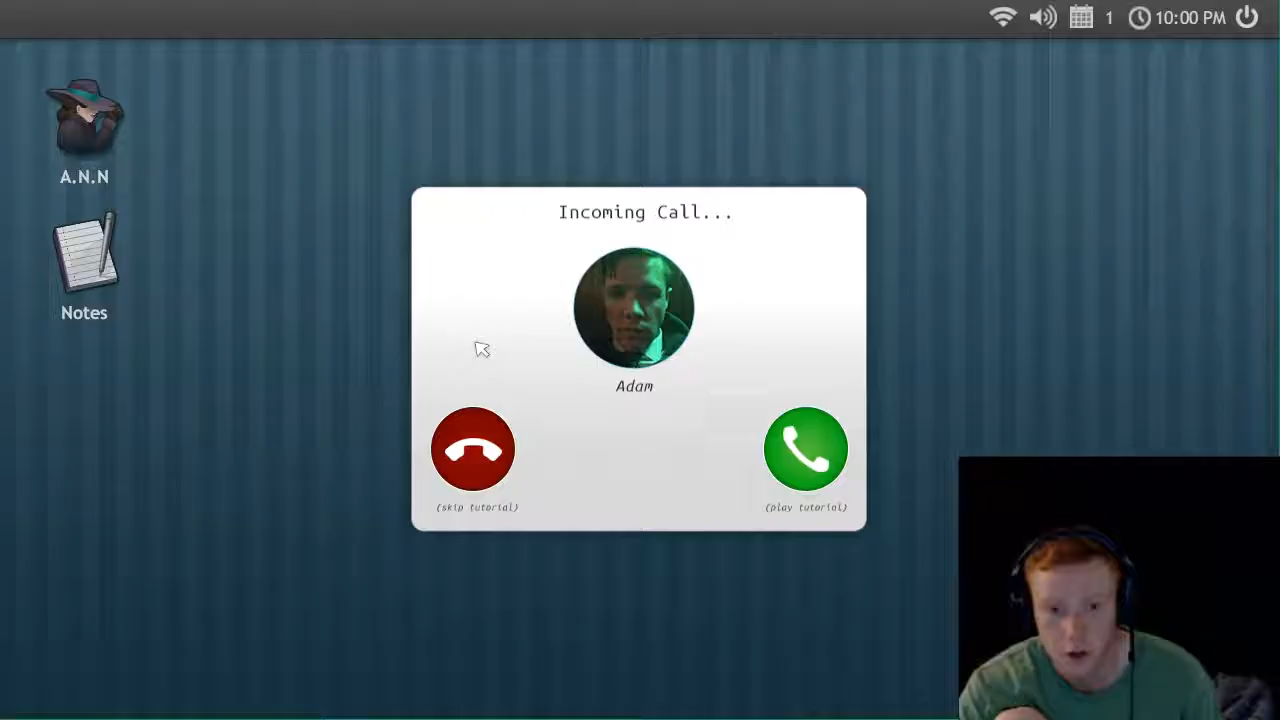 1 10:00 PM
A.N.N
Notes
Incoming Call...
Adam
(skip tutorial)
(play tutorial)